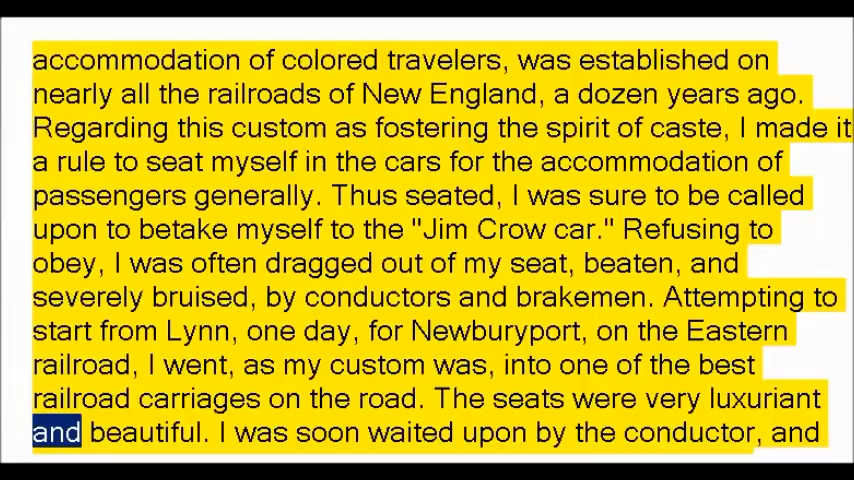 accommodation of colored travelers, was established on
nearly all the railroads of New England, a dozen years ago.
Regarding this custom as fostering the spirit of caste, I made it
a rule to seat myself in the cars for the accommodation of
passengers generally. Thus seated, I was sure to be called
upon to betake myself to the "Jim Crow car." Refusing to
obey, I was often dragged out of my seat, beaten, and
severely bruised, by conductors and brakemen. Attempting to
start from Lynn, one day, for Newburyport, on the Eastern
railroad, I went, as my custom was, into one of the best
railroad carriages on the road. The seats were very luxuriant
and beautiful. I was soon waited upon by the conductor, and